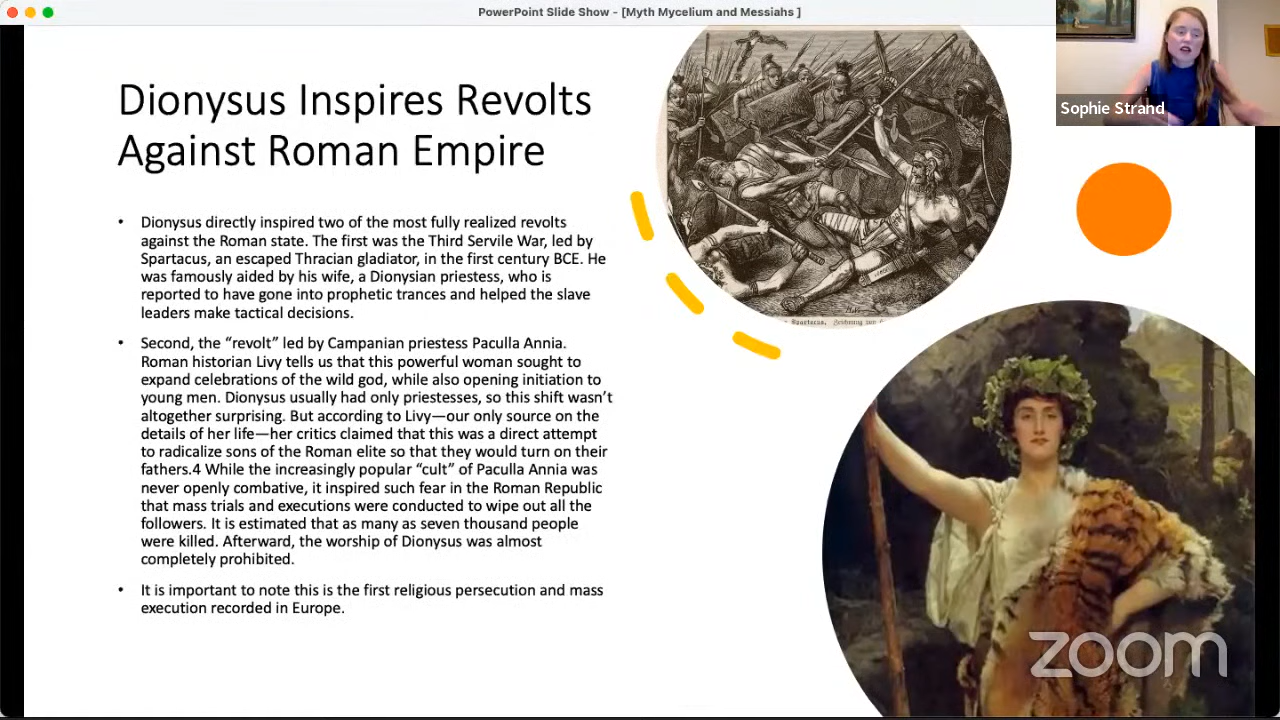 PowerPoint Slide Show - [Myth Mycelium and Messiahs ]
Sophie Strand
Dionysus Inspires Revolts
Against Roman Empire
• Dionysus directly inspired two of the most fully realized revolts
against the Roman state. The first was the Third Servile War, led by
Spartacus, an escaped Thracian gladiator, in the first century BCE. He
was famously aided by his wife, a Dionysian priestess, who is
reported to have gone into prophetic trances and helped the slave
leaders make tactical decisions.
• Second, the “revolt” led by Campanian priestess Paculla Annia.
Roman historian Livy tells us that this powerful woman sought to
expand celebrations of the wild god, while also opening initiation to
young men. Dionysus usually had only priestesses, so this shift wasn’t
altogether surprising. But according to Livy—our only source on the
details of her life—her critics claimed that this was a direct attempt
to radicalize sons of the Roman elite so that they would turn on their
fathers.4 While the increasingly popular “cult” of Paculla Annia was
never openly combative, it inspired such fear in the Roman Republic
that mass trials and executions were conducted to wipe out all the
followers. It is estimated that as many as seven thousand people
were killed. Afterward, the worship of Dionysus was almost
completely prohibited.
• It is important to note this is the first religious persecution and mass
execution recorded in Europe.
Spartacus. Zeichnung von
zoom